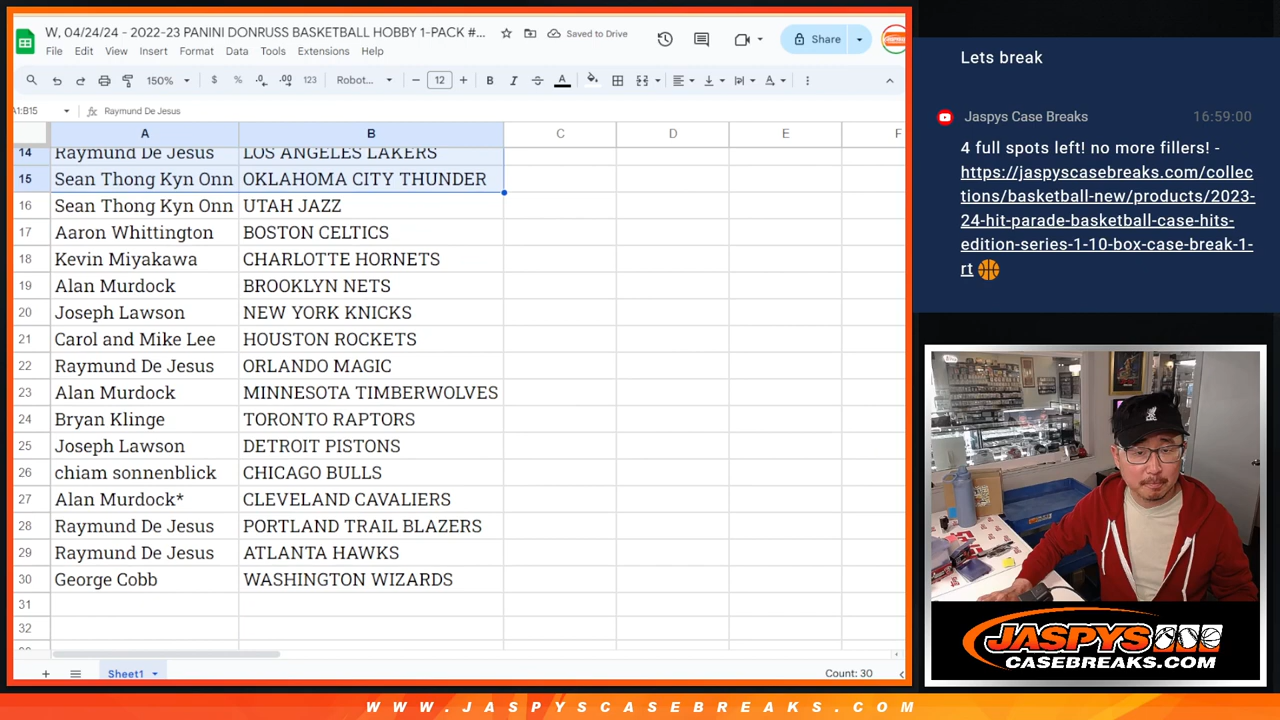 W, 04/24/24 - 2022-23 PANINI DONRUSS BASKETBALL HOBBY 1-PACK #...
Saved to Drive
Share
File Edit View Insert Format Data Tools Extensions Help
150% $ % .0 .00 123 Robot... − 12 + B I A
A1:B15 fx Raymund De Jesus
A B C D E F
14 Raymund De Jesus LOS ANGELES LAKERS
15 Sean Thong Kyn Onn OKLAHOMA CITY THUNDER
16 Sean Thong Kyn Onn UTAH JAZZ
17 Aaron Whittington BOSTON CELTICS
18 Kevin Miyakawa CHARLOTTE HORNETS
19 Alan Murdock BROOKLYN NETS
20 Joseph Lawson NEW YORK KNICKS
21 Carol and Mike Lee HOUSTON ROCKETS
22 Raymund De Jesus ORLANDO MAGIC
23 Alan Murdock MINNESOTA TIMBERWOLVES
24 Bryan Klinge TORONTO RAPTORS
25 Joseph Lawson DETROIT PISTONS
26 chiam sonnenblick CHICAGO BULLS
27 Alan Murdock* CLEVELAND CAVALIERS
28 Raymund De Jesus PORTLAND TRAIL BLAZERS
29 Raymund De Jesus ATLANTA HAWKS
30 George Cobb WASHINGTON WIZARDS
31
32
Sheet1
Count: 30
Lets break
Jaspys Case Breaks 16:59:00
4 full spots left! no more fillers! -
https://jaspyscasebreaks.com/collec
tions/basketball-new/products/2023-
24-hit-parade-basketball-case-hits-
edition-series-1-10-box-case-break-1-
rt 🏀
JASPYS
CASEBREAKS.COM
WWW.JASPYSCASEBREAKS.COM